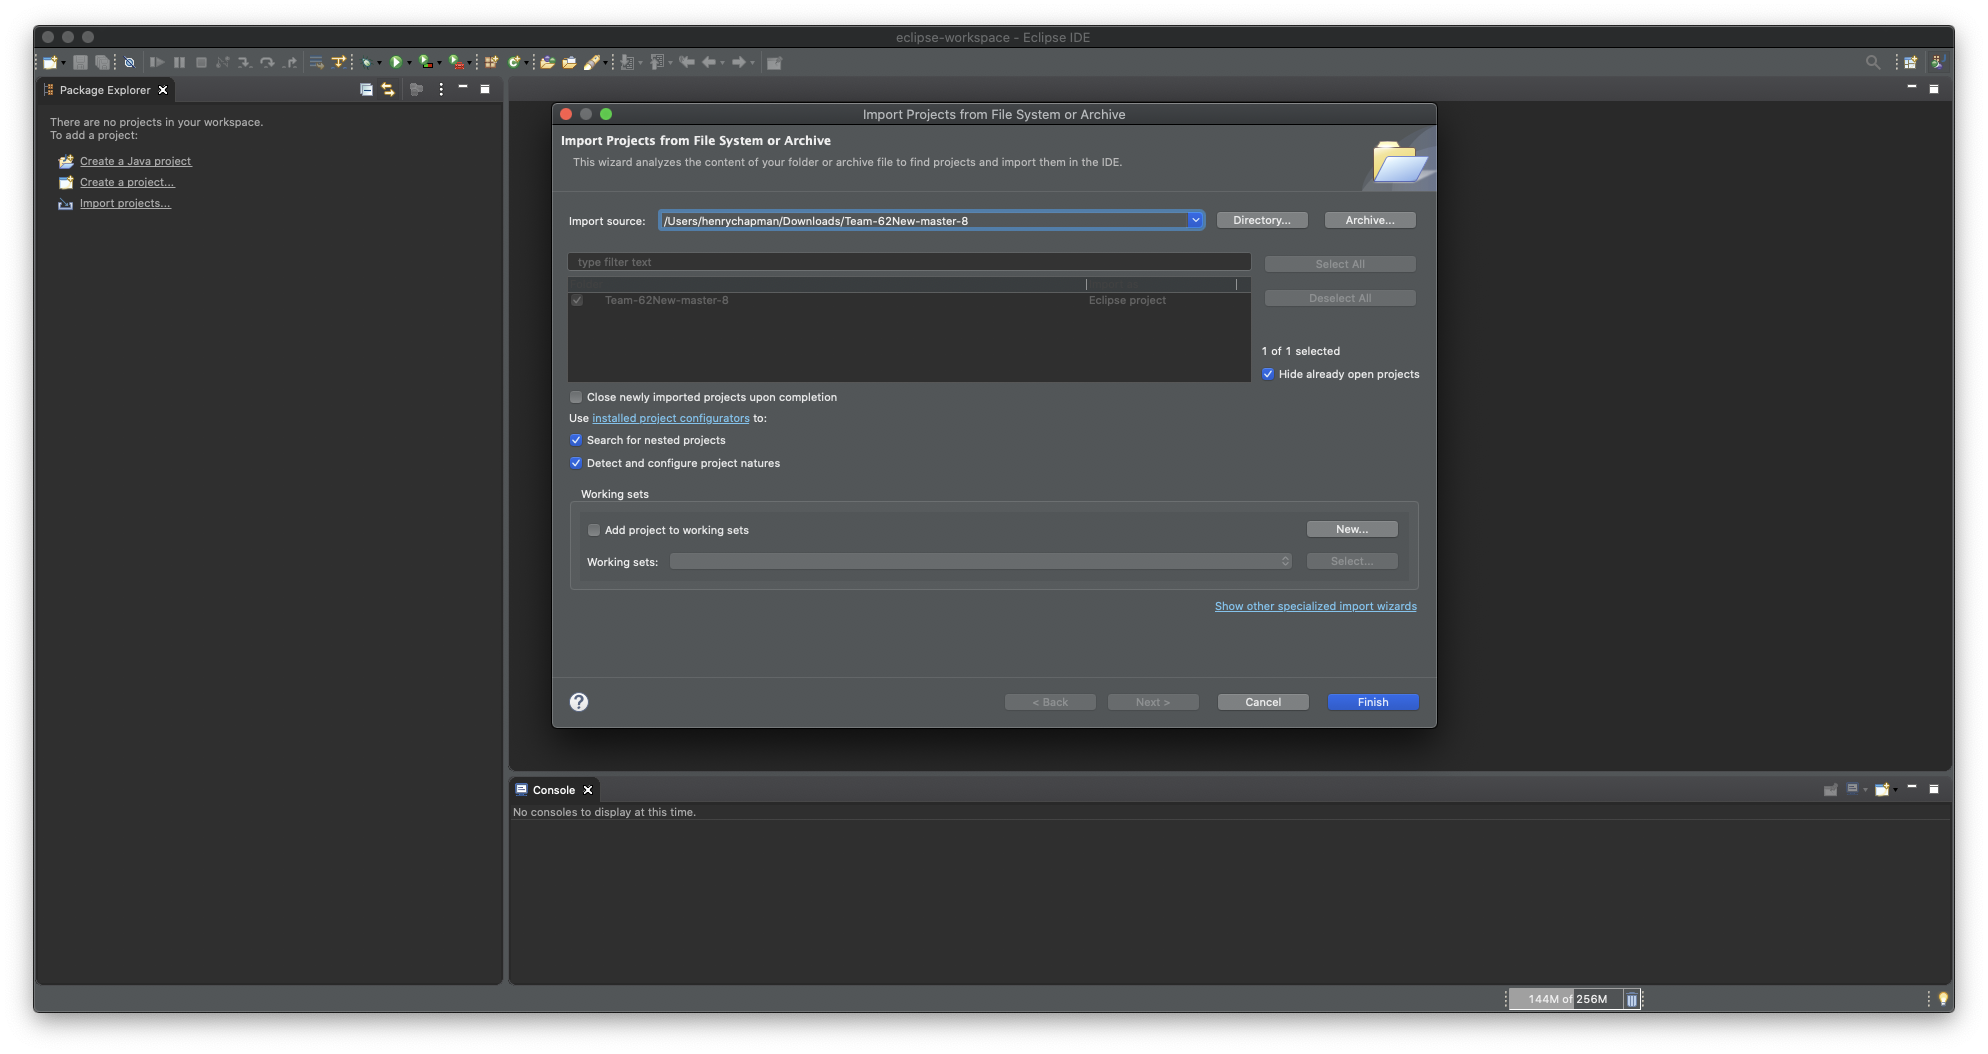 eclipse-workspace - Eclipse IDE
Package Explorer
There are no projects in your workspace.
To add a project:
Create a Java project
Create a project...
Import projects...
Import Projects from File System or Archive
Import Projects from File System or Archive
This wizard analyzes the content of your folder or archive file to find projects and import them in the IDE.
Import source: /Users/henrychapman/Downloads/Team-62New-master-8 Directory... Archive...
type filter text
Select All
Team-62New-master-8 Eclipse project
Deselect All
1 of 1 selected
Hide already open projects
Close newly imported projects upon completion
Use installed project configurators to:
Search for nested projects
Detect and configure project natures
Working sets
Add project to working sets New...
Working sets: Select...
Show other specialized import wizards
? < Back Next > Cancel Finish
Console
No consoles to display at this time.
144M of 256M